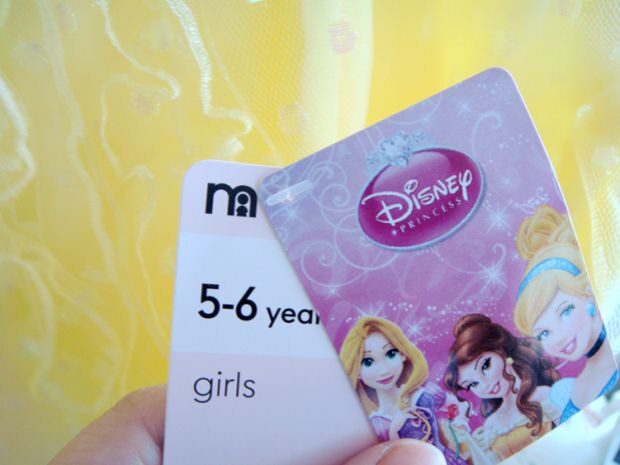 m
5-6 year
girls
Disney
PRINCESS